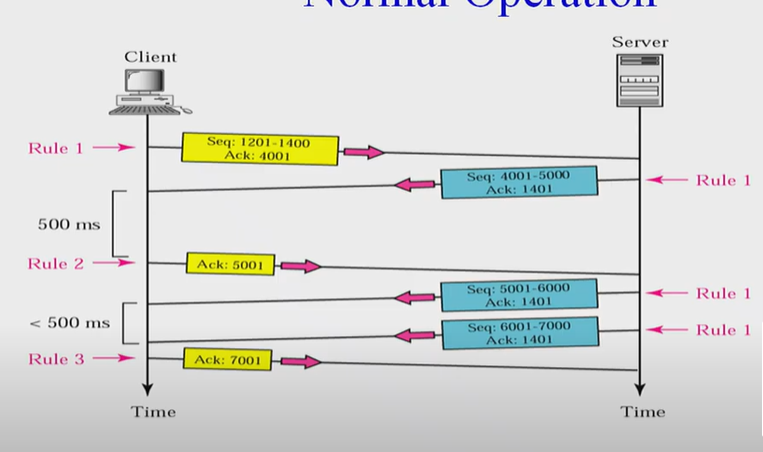 Normal Operation
Client
Server
Rule 1
Seq: 1201-1400
Ack: 4001
Seq: 4001-5000
Ack: 1401
Rule 1
500 ms
Rule 2
Ack: 5001
Seq: 5001-6000
Ack: 1401
Rule 1
< 500 ms
Seq: 6001-7000
Ack: 1401
Rule 1
Rule 3
Ack: 7001
Time
Time